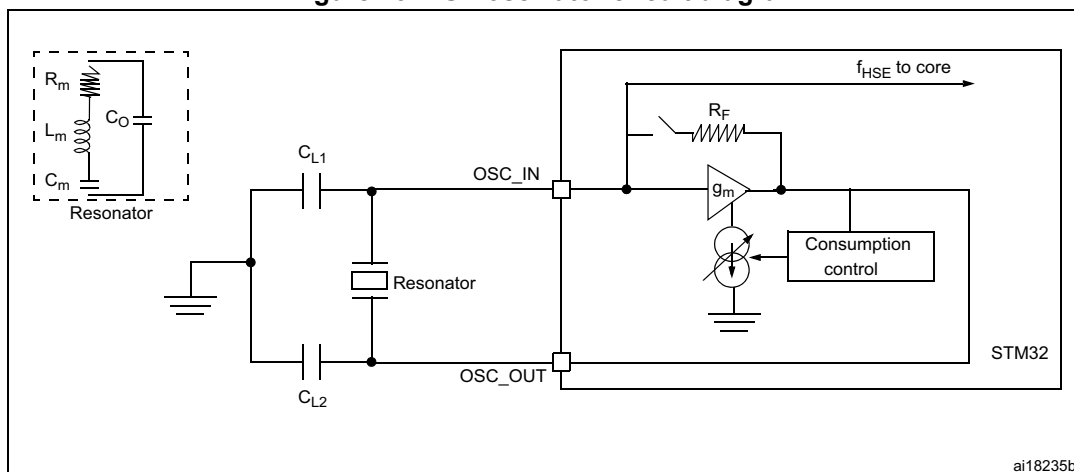 f_HSE to core
R_m
R_F
C_O
L_m
C_L1
OSC_IN
C_m
g_m
Resonator
Consumption
control
Resonator
STM32
OSC_OUT
C_L2
ai18235b